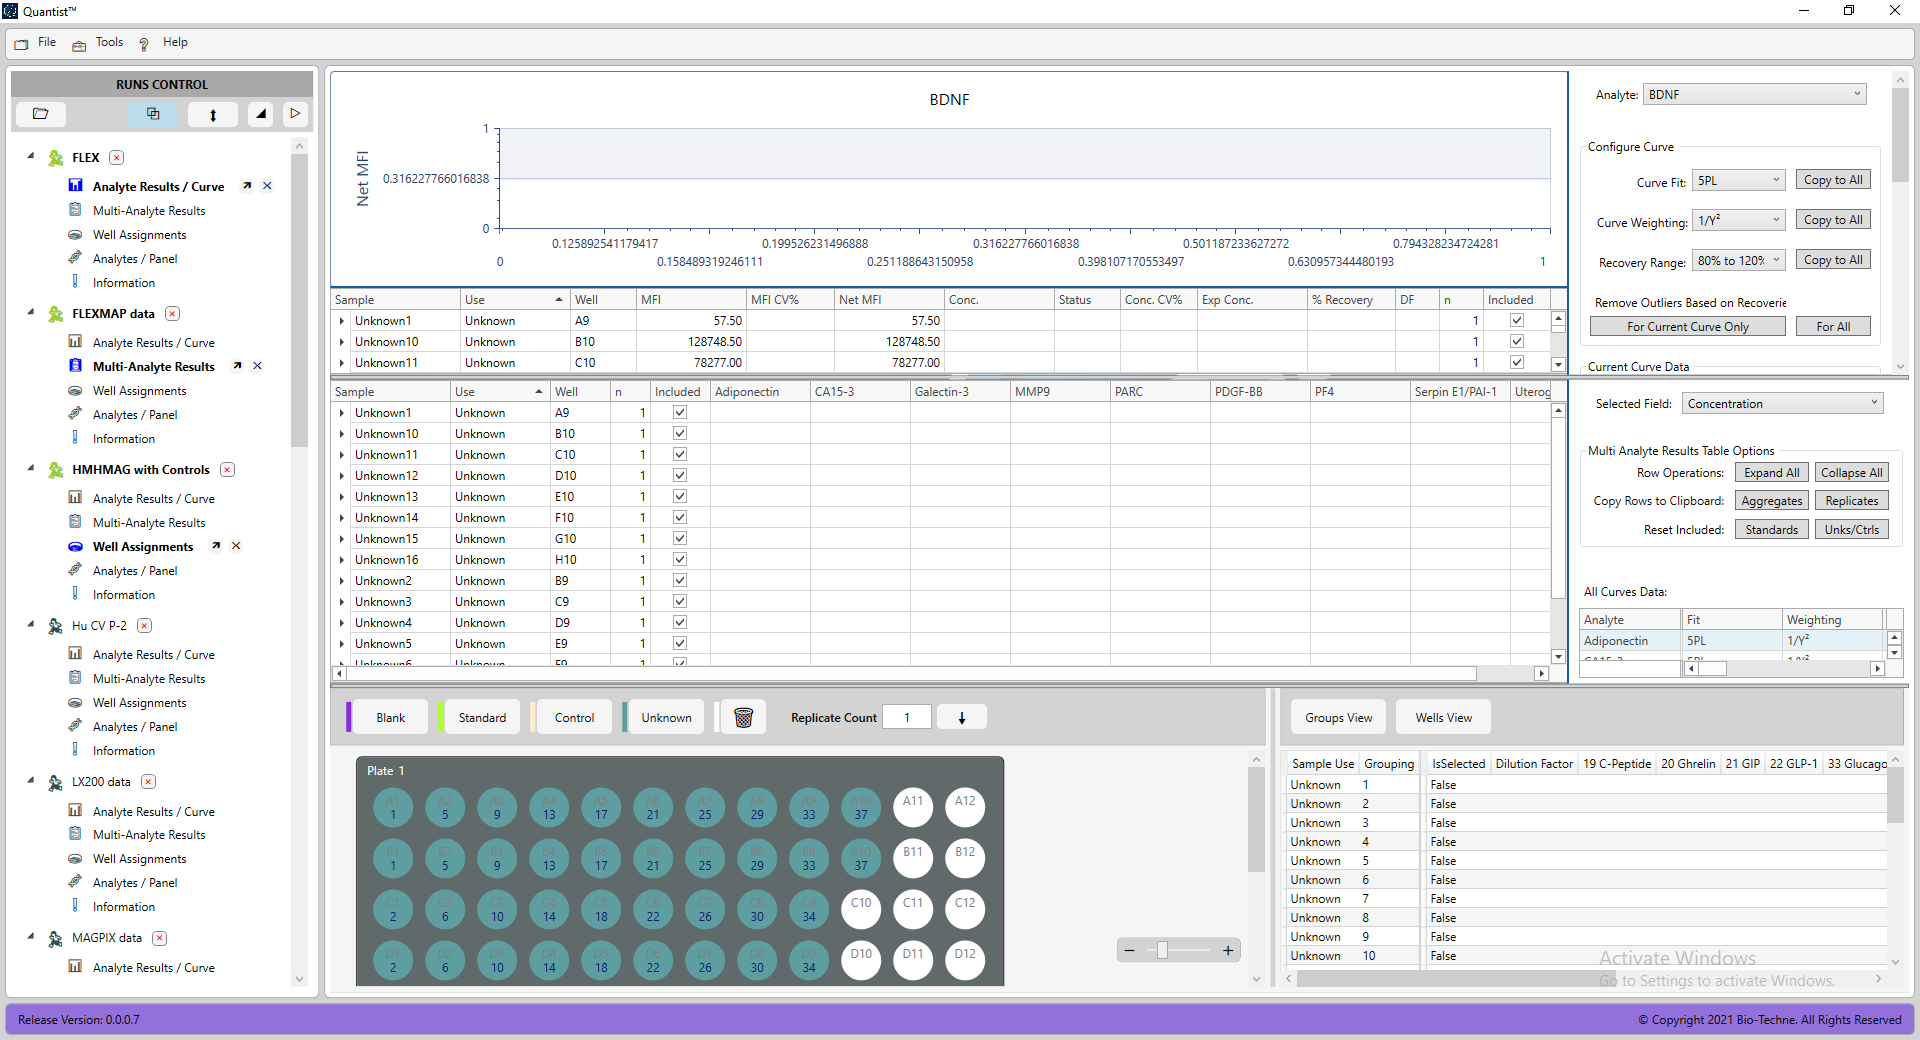 Quantist™
File Tools Help
RUNS CONTROL
FLEX
Analyte Results / Curve
Multi-Analyte Results
Well Assignments
Analytes / Panel
Information
FLEXMAP data
Analyte Results / Curve
Multi-Analyte Results
Well Assignments
Analytes / Panel
Information
HMHMAG with Controls
Analyte Results / Curve
Multi-Analyte Results
Well Assignments
Analytes / Panel
Information
Hu CV P-2
Analyte Results / Curve
Multi-Analyte Results
Well Assignments
Analytes / Panel
Information
LX200 data
Analyte Results / Curve
Multi-Analyte Results
Well Assignments
Analytes / Panel
Information
MAGPIX data
Analyte Results / Curve
BDNF
Net MFI
1
0.316227766016838
0
0.125892541179417 0.199526231496888 0.316227766016838 0.501187233627272 0.794328234724281
0 0.158489319246111 0.251188643150958 0.398107170553497 0.630957344480193 1
Sample Use Well MFI MFI CV% Net MFI Conc. Status Conc. CV% Exp Conc. % Recovery DF n Included
Unknown1 Unknown A9 57.50 57.50 1
Unknown10 Unknown B10 128748.50 128748.50 1
Unknown11 Unknown C10 78277.00 78277.00 1
Analyte: BDNF
Configure Curve
Curve Fit: 5PL Copy to All
Curve Weighting: 1/Y² Copy to All
Recovery Range: 80% to 120% Copy to All
Remove Outliers Based on Recoverie
For Current Curve Only For All
Current Curve Data
Sample Use Well n Included Adiponectin CA15-3 Galectin-3 MMP9 PARC PDGF-BB PF4 Serpin E1/PAI-1 Uterog
Unknown1 Unknown A9 1
Unknown10 Unknown B10 1
Unknown11 Unknown C10 1
Unknown12 Unknown D10 1
Unknown13 Unknown E10 1
Unknown14 Unknown F10 1
Unknown15 Unknown G10 1
Unknown16 Unknown H10 1
Unknown2 Unknown B9 1
Unknown3 Unknown C9 1
Unknown4 Unknown D9 1
Unknown5 Unknown E9 1
Unknown6 Unknown F9 1
Selected Field: Concentration
Multi Analyte Results Table Options
Row Operations: Expand All Collapse All
Copy Rows to Clipboard: Aggregates Replicates
Reset Included: Standards Unks/Ctrls
All Curves Data:
Analyte Fit Weighting
Adiponectin 5PL 1/Y²
CA15-3 5PL 1/Y²
Blank Standard Control Unknown Replicate Count 1
Plate 1
A1 A2 A3 A4 A5 A6 A7 A8 A9 A10 A11 A12
1 5 9 13 17 21 25 29 33 37
B1 B2 B3 B4 B5 B6 B7 B8 B9 B10 B11 B12
1 5 9 13 17 21 25 29 33 37
C1 C2 C3 C4 C5 C6 C7 C8 C9 C10 C11 C12
2 6 10 14 18 22 26 30 34
D1 D2 D3 D4 D5 D6 D7 D8 D9 D10 D11 D12
2 6 10 14 18 22 26 30 34
Groups View Wells View
Sample Use Grouping IsSelected Dilution Factor 19 C-Peptide 20 Ghrelin 21 GIP 22 GLP-1 33 Glucago
Unknown 1 False
Unknown 2 False
Unknown 3 False
Unknown 4 False
Unknown 5 False
Unknown 6 False
Unknown 7 False
Unknown 8 False
Unknown 9 False
Unknown 10 False
Activate Windows
Go to Settings to activate Windows.
Release Version: 0.0.0.7
© Copyright 2021 Bio-Techne. All Rights Reserved